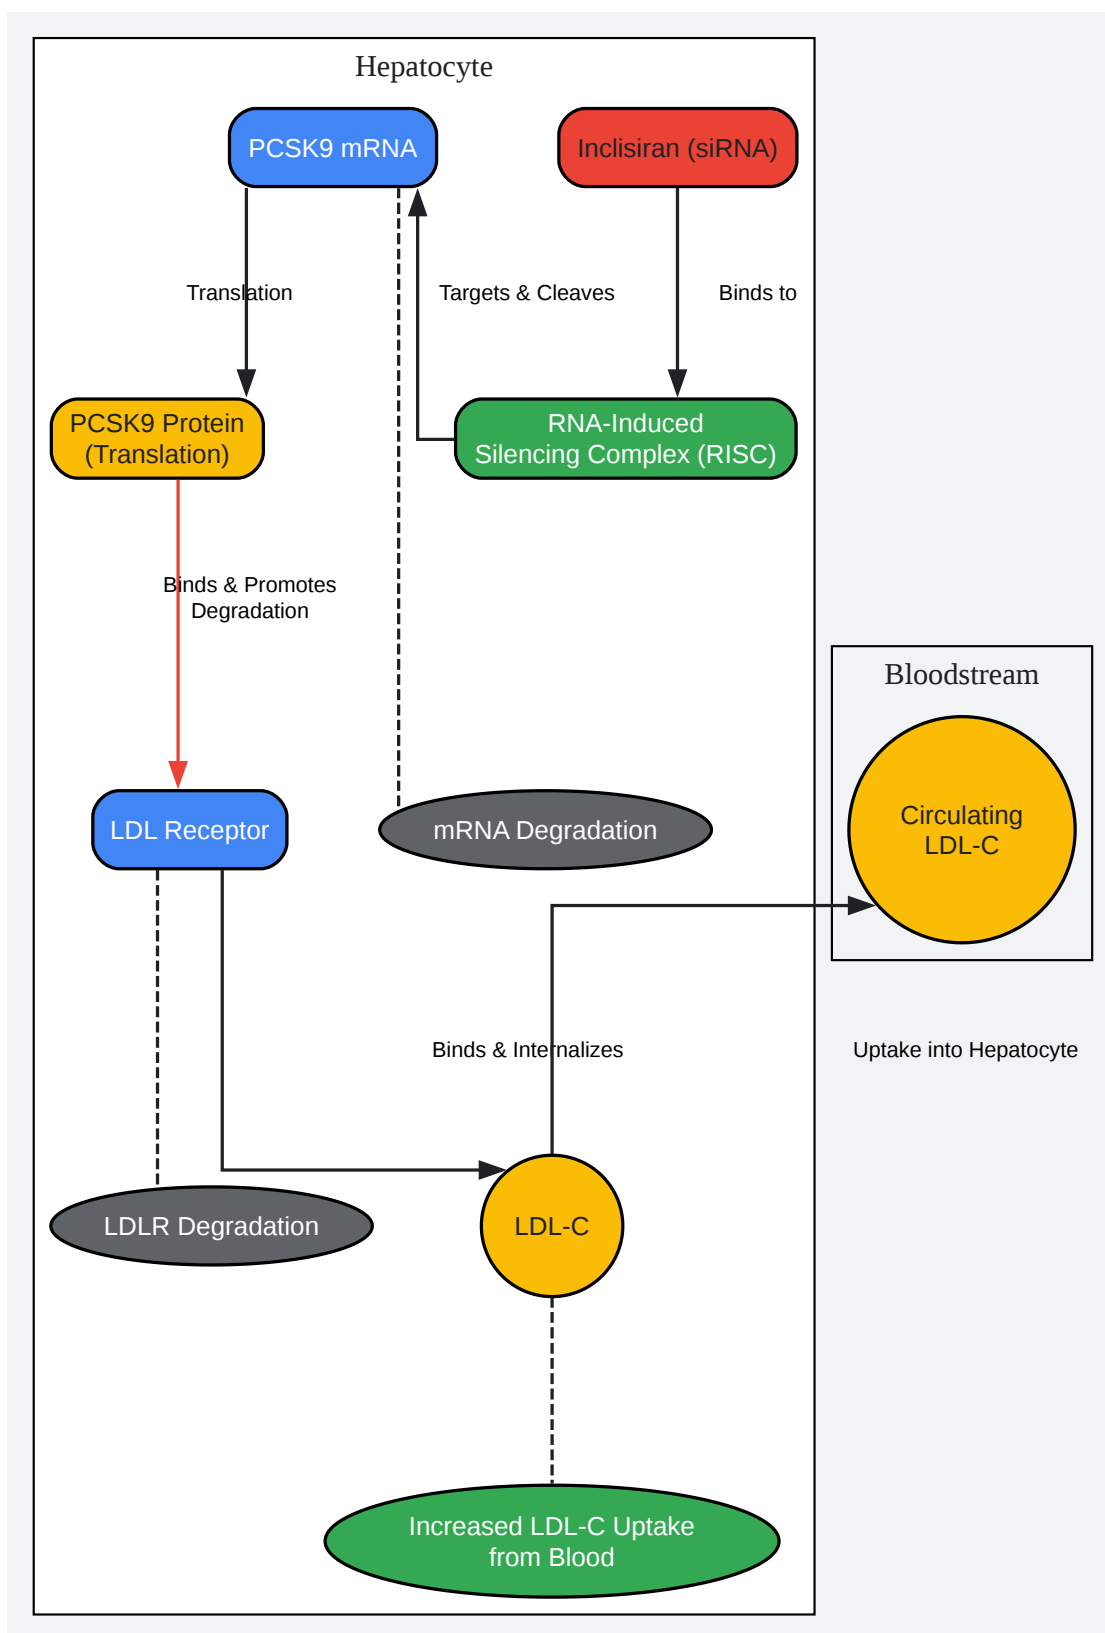 Hepatocyte
PCSK9 mRNA
Inclisiran (siRNA)
Translation
Targets & Cleaves
Binds to
PCSK9 Protein
(Translation)
RNA-Induced
Silencing Complex (RISC)
Binds & Promotes
Degradation
Bloodstream
Circulating
LDL-C
LDL Receptor
mRNA Degradation
Binds & Internalizes
Uptake into Hepatocyte
LDLR Degradation
LDL-C
Increased LDL-C Uptake
from Blood